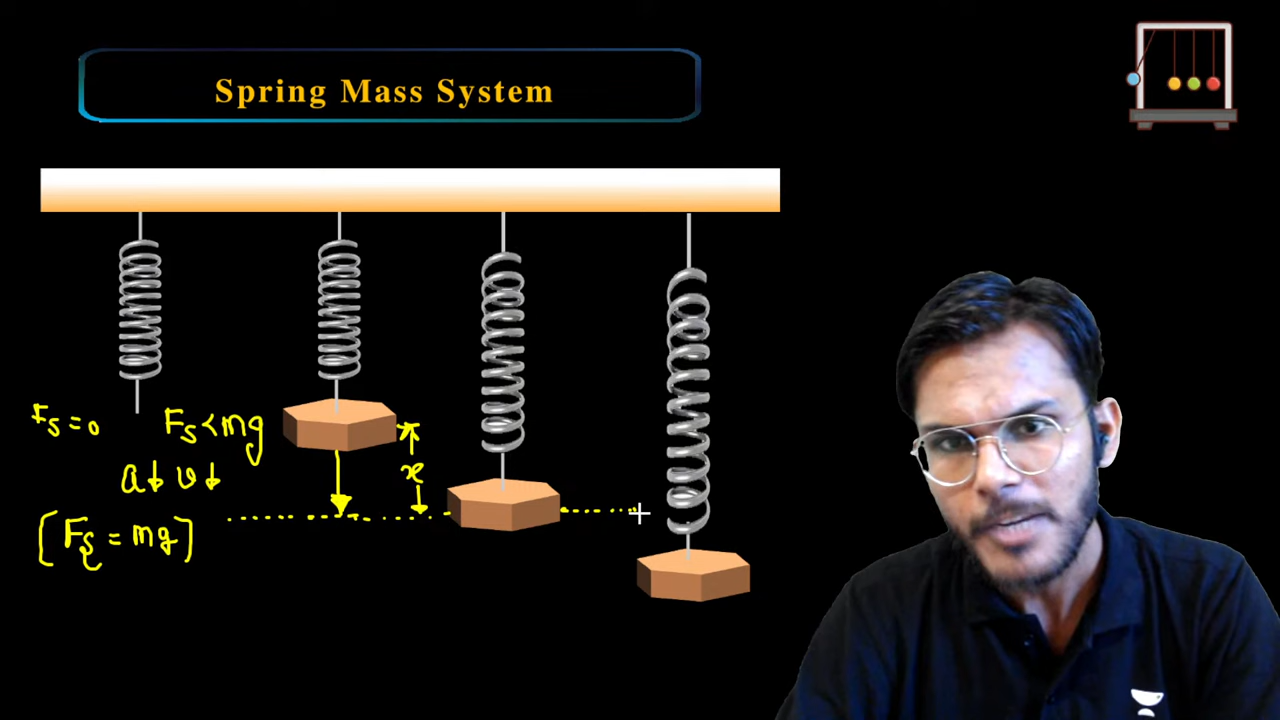 Spring Mass System
Fs=0
Fs<mg
a↓ v↓
x
[Fs = mg]